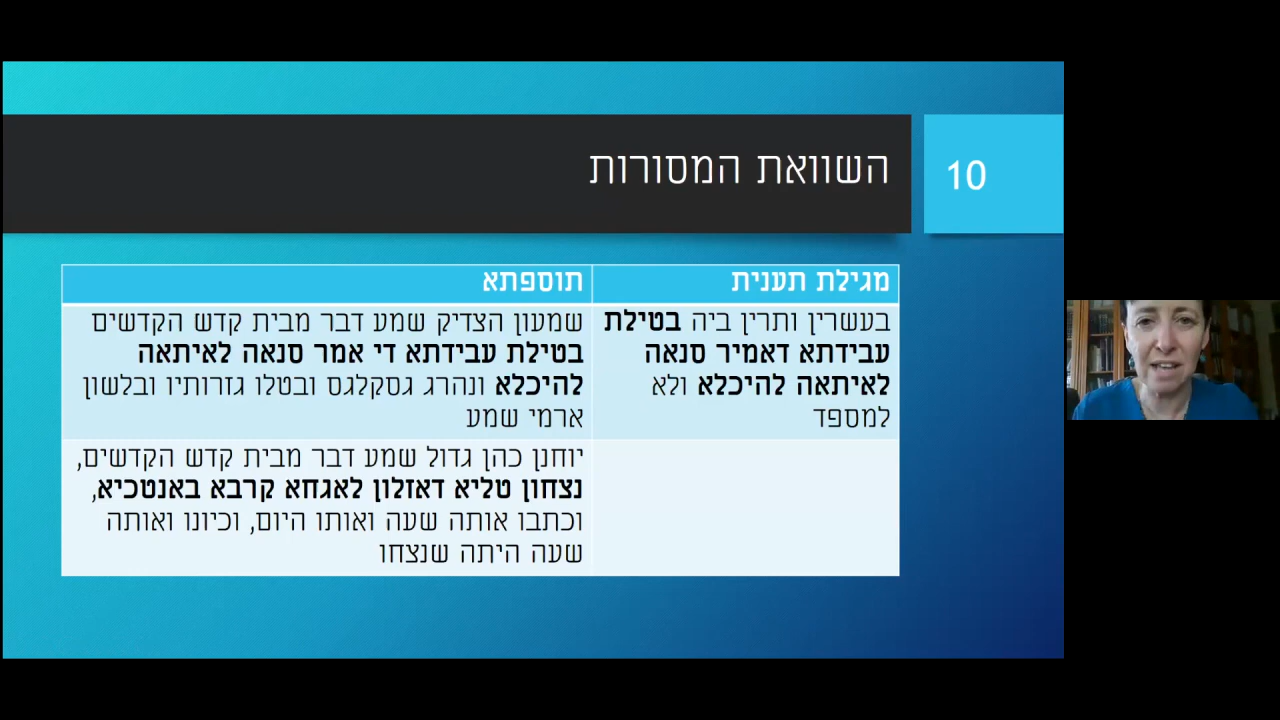 השוואת המסורות
10
מגילת תענית
תוספתא
בעשרין ותרין ביה בטילת
עבידתא דאמיר סנאה
לאיתאה להיכלא ולא
למספד
שמעון הצדיק שמע דבר מבית קדש הקדשים
בטילת עבידתא די אמר סנאה לאיתאה
להיכלא ונהרג גסקלגס ובטלו גזרותיו ובלשון
ארמי שמע
יוחנן כהן גדול שמע דבר מבית קדש הקדשים,
נצחון טליא דאזלון לאגחא קרבא באנטכיא,
וכתבו אותה שעה ואותו היום, וכיונו ואותה
שעה היתה שנצחו